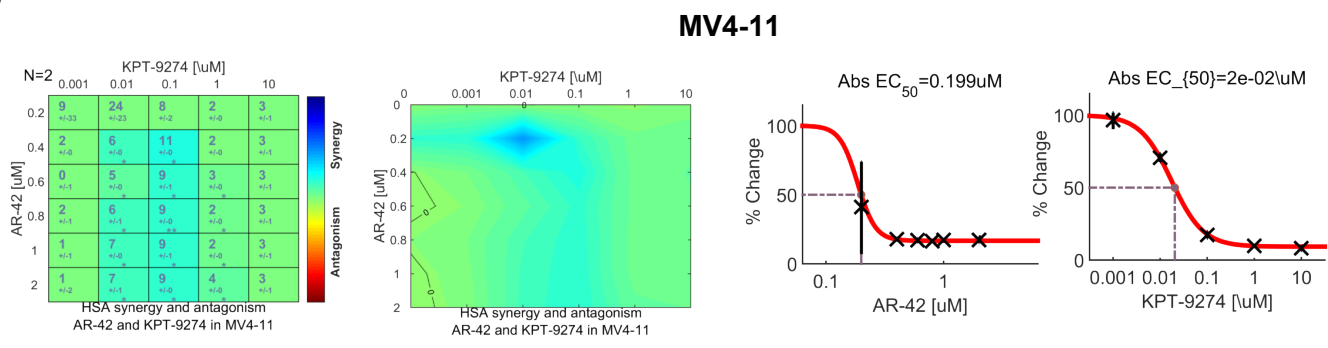 MV4-11
N=2
KPT-9274 [\uM]
0.001 0.01 0.1 1 10
0.2 9 24 8 2 3
+/-33 +/-23 +/-2 +/-0 +/-1
0.4 2 6 11 2 3
+/-0 +/-0 +/-0 +/-0 +/-1
* *
0.6 0 5 9 3 3
+/-1 +/-0 +/-1 +/-0 +/-1
* * *
0.8 2 6 9 2 3
+/-1 +/-1 +/-0 +/-0 +/-1
* ** *
1 1 7 9 2 3
+/-1 +/-0 +/-1 +/-0 +/-1
* * *
2 1 7 9 4 3
+/-2 +/-1 +/-0 +/-0 +/-1
* * *
AR-42 [uM]
Synergy
Antagonism
HSA synergy and antagonism
AR-42 and KPT-9274 in MV4-11
KPT-9274 [\uM]
0 0.001 0.01 0.1 1 10
0
0
0.2
0.4
0.6
0.8
1
2
0
0
AR-42 [uM]
HSA synergy and antagonism
AR-42 and KPT-9274 in MV4-11
Abs EC50=0.199uM
100
50
0
% Change
0.1 1
AR-42 [uM]
Abs EC_{50}=2e-02\uM
100
50
0
% Change
0.001 0.01 0.1 1 10
KPT-9274 [\uM]